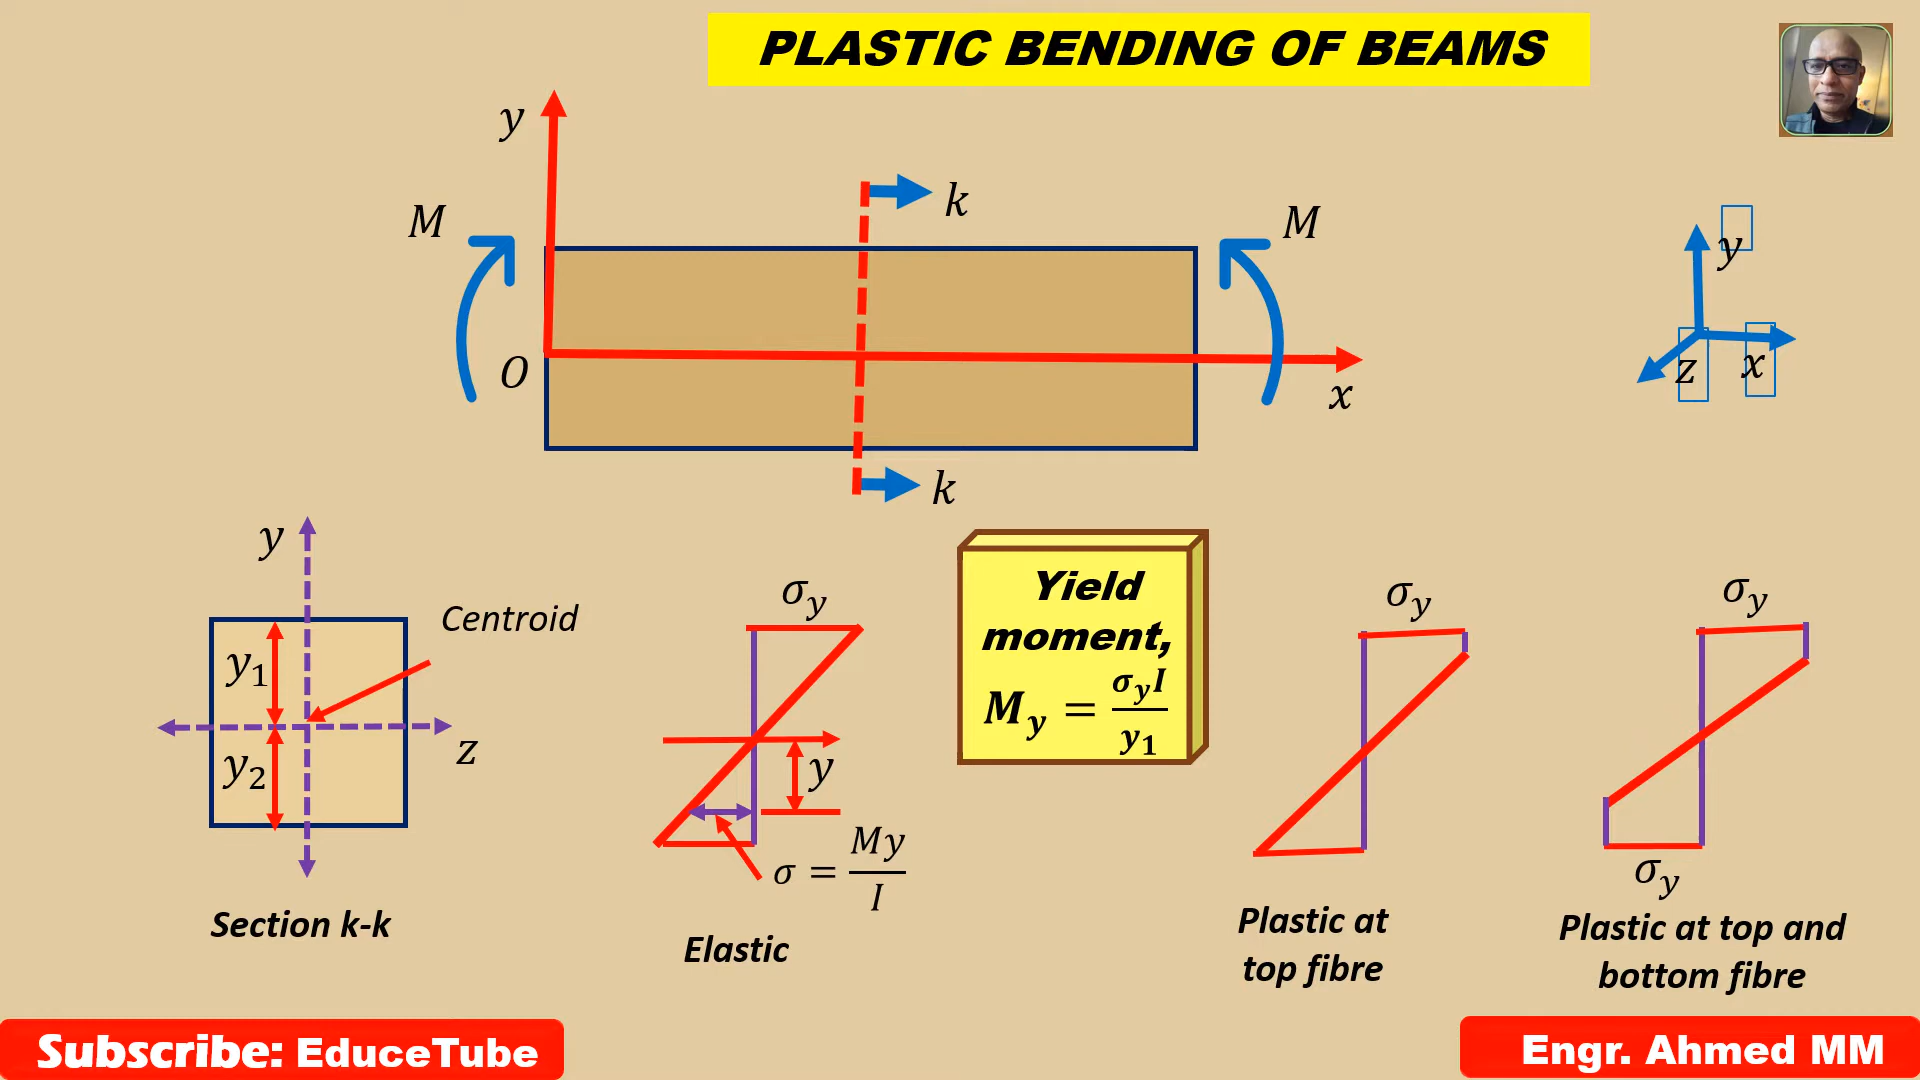 PLASTIC BENDING OF BEAMS
y
M
k
M
O
x
k
y
z
x
y
Centroid
y₁
y₂
z
Section k-k
σ_y
y
σ = My/I
Elastic
Yield
moment,
M_y = σ_y I/y₁
σ_y
Plastic at
top fibre
σ_y
σ_y
Plastic at top and
bottom fibre
Subscribe: EduceTube
Engr. Ahmed MM